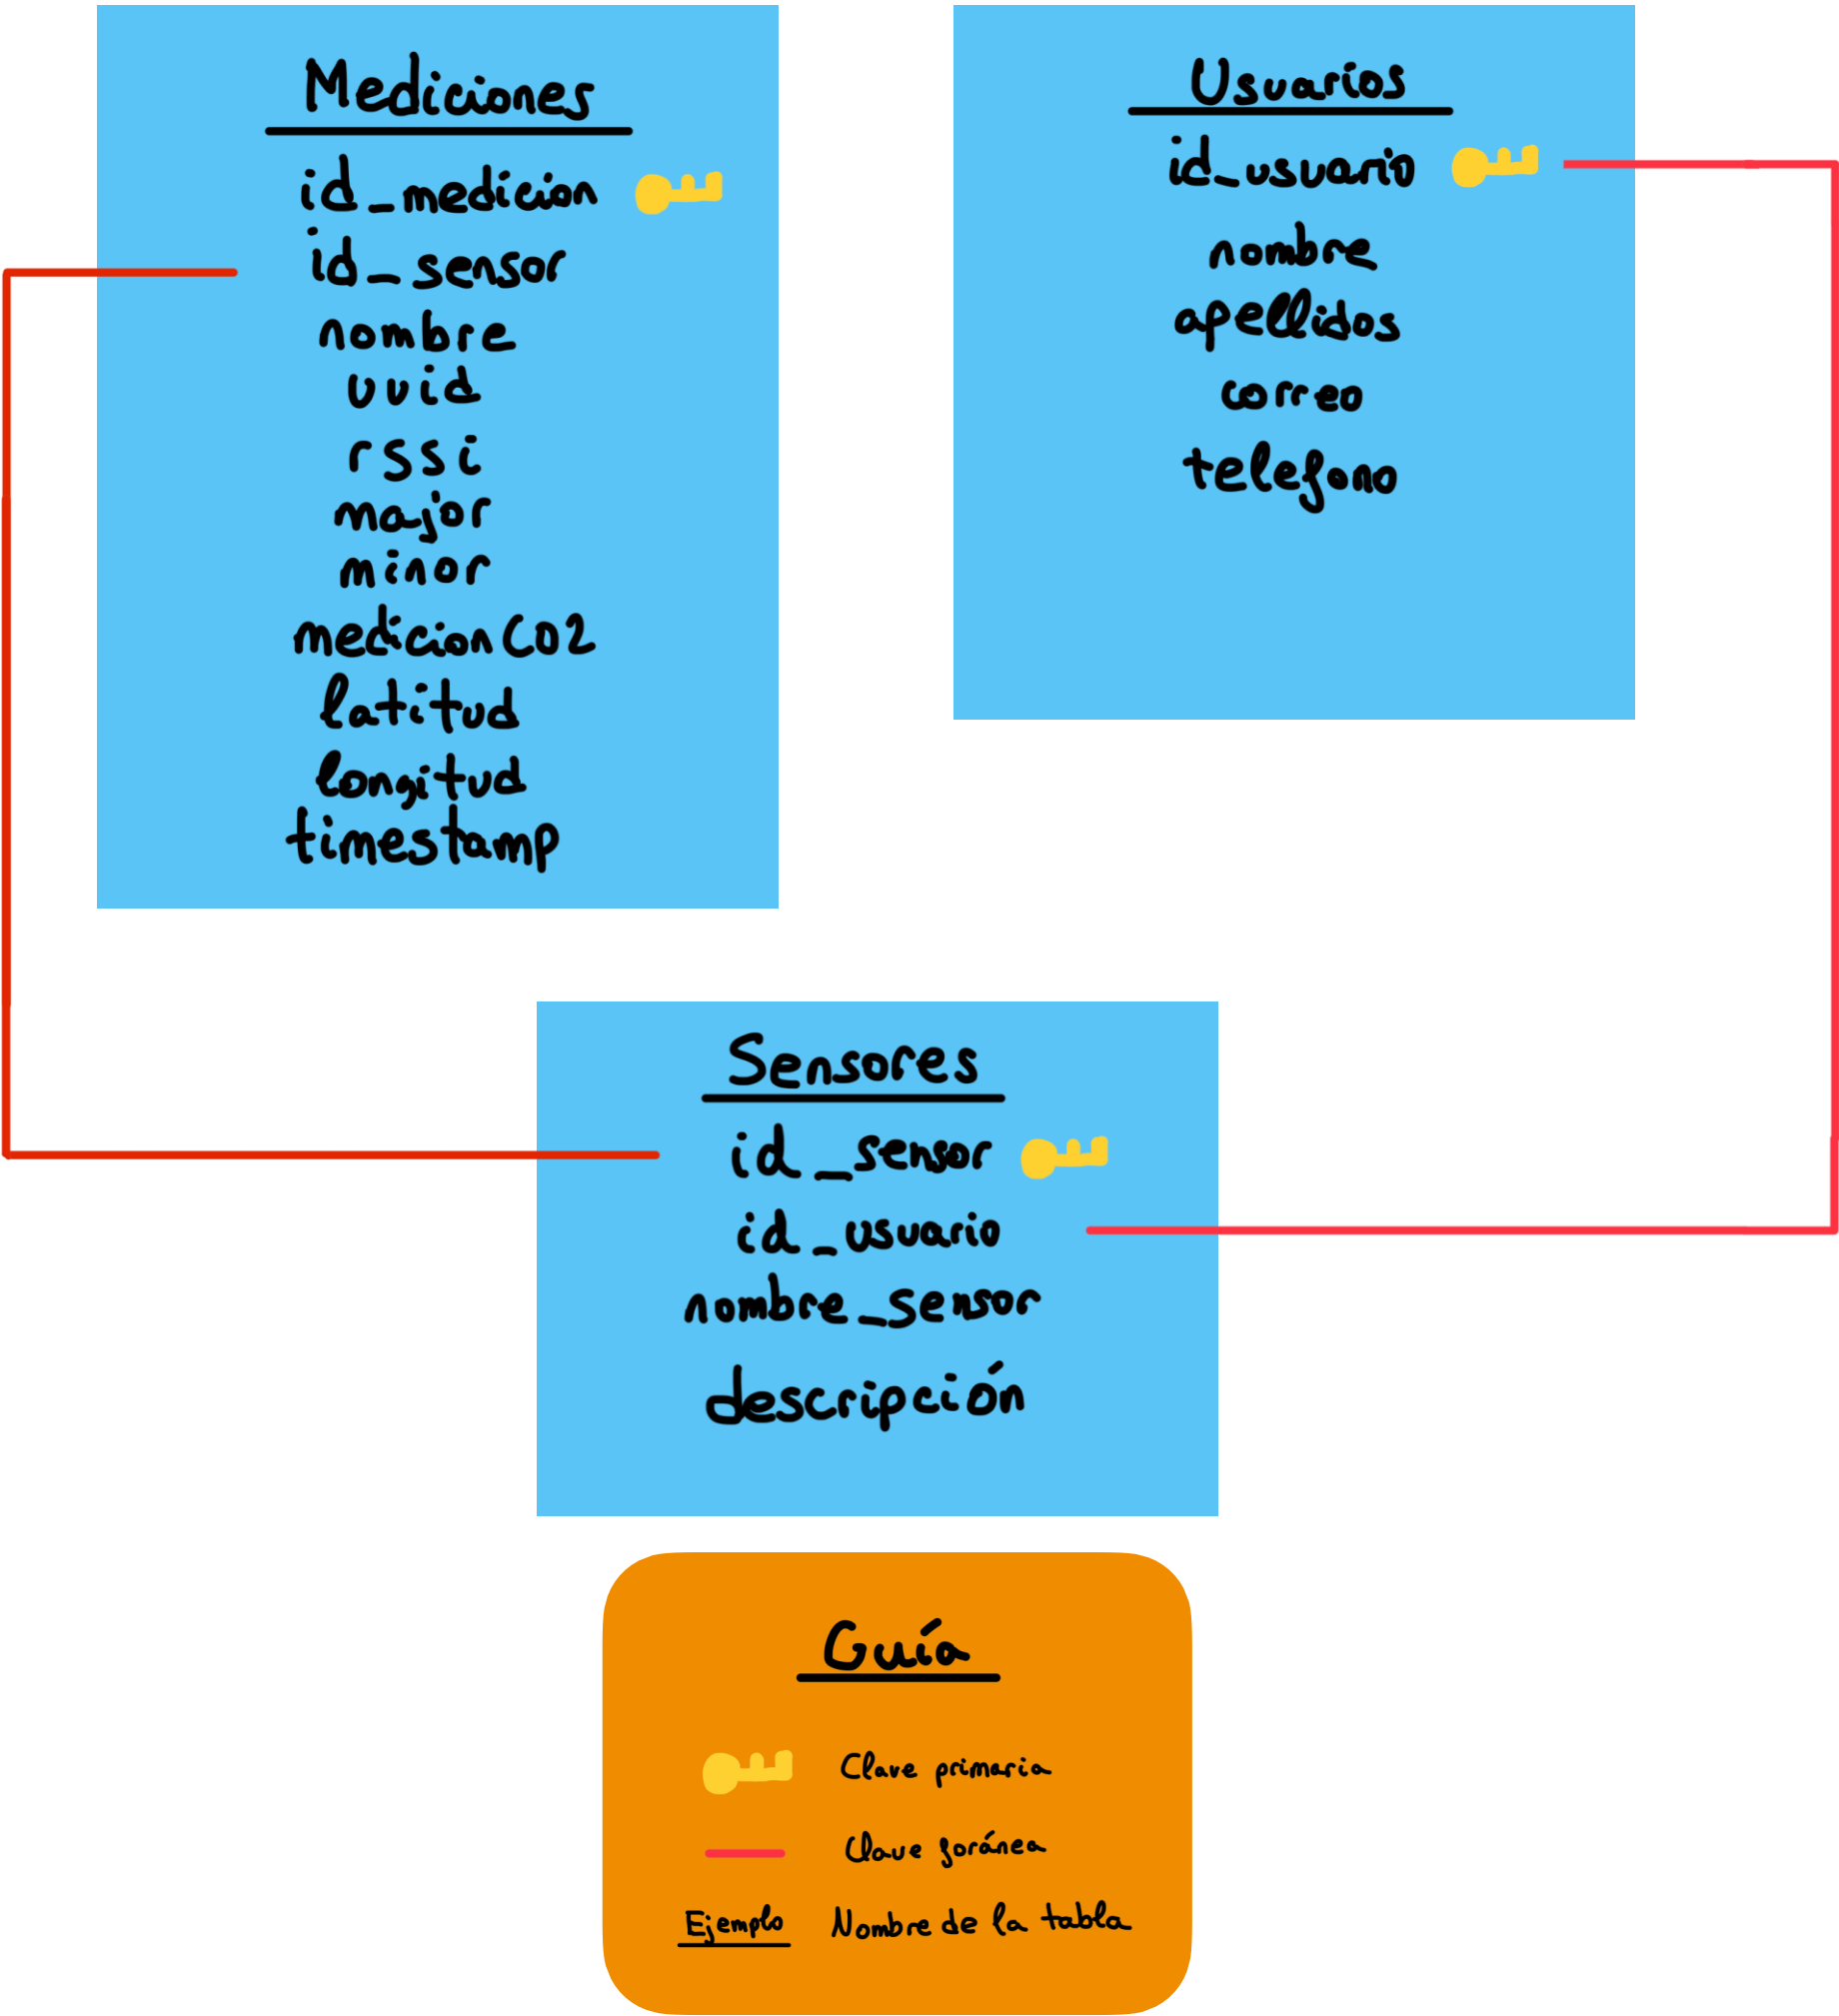 Mediciones
id_medicion
id_sensor
nombre
uuid
rssi
major
minor
medicionCO2
latitud
longitud
timestamp
Usuarios
id_usuario
nombre
apellidos
correo
telefono
Sensores
id_sensor
id_usuario
nombre_sensor
descripción
Guía
Clave primaria
Clave foránea
Ejemplo Nombre de la tabla